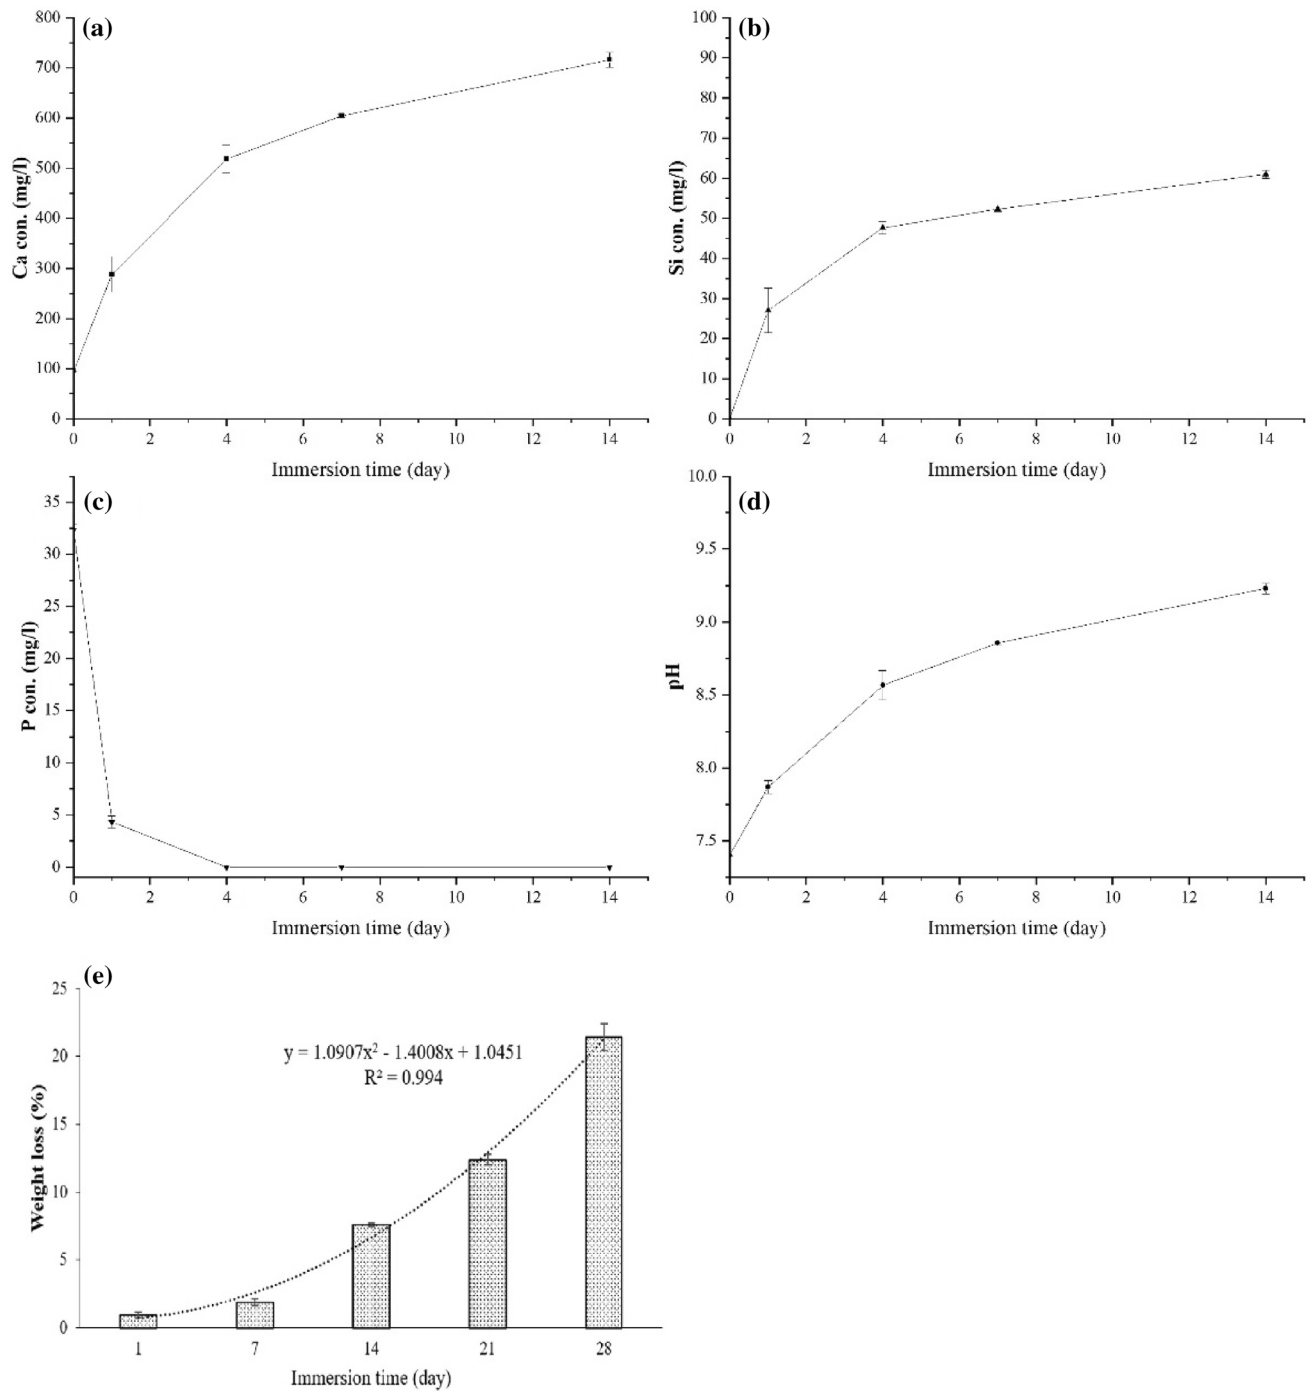 (a)
800
700
600
500
400
300
200
100
0
Ca con. (mg/l)
0 2 4 6 8 10 12 14
Immersion time (day)
(b)
100
90
80
70
60
50
40
30
20
10
0
Si con. (mg/l)
0 2 4 6 8 10 12 14
Immersion time (day)
(c)
35
30
25
20
15
10
5
0
P con. (mg/l)
0 2 4 6 8 10 12 14
Immersion time (day)
(d)
10.0
9.5
9.0
8.5
8.0
7.5
pH
0 2 4 6 8 10 12 14
Immersion time (day)
(e)
25
20
15
10
5
0
Weight loss (%)
y = 1.0907x² - 1.4008x + 1.0451
R² = 0.994
1 7 14 21 28
Immersion time (day)